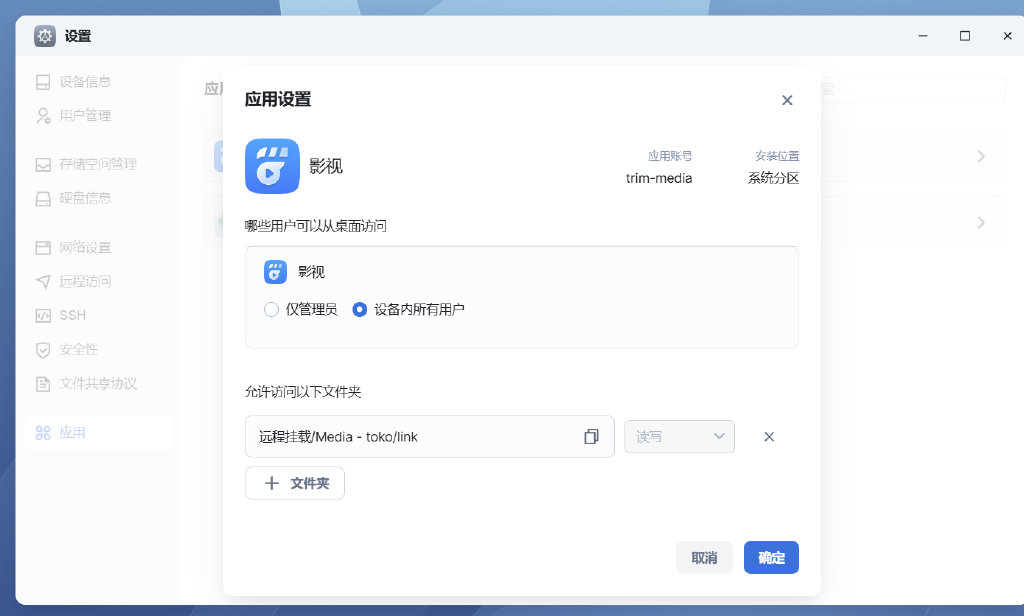 设置
设备信息
用户管理
存储空间管理
硬盘信息
网络设置
远程访问
SSH
安全性
文件共享协议
应用
应用设置
影视
应用账号
trim-media
安装位置
系统分区
哪些用户可以从桌面访问
影视
仅管理员
设备内所有用户
允许访问以下文件夹
远程挂载/Media - toko/link
读写
文件夹
取消
确定